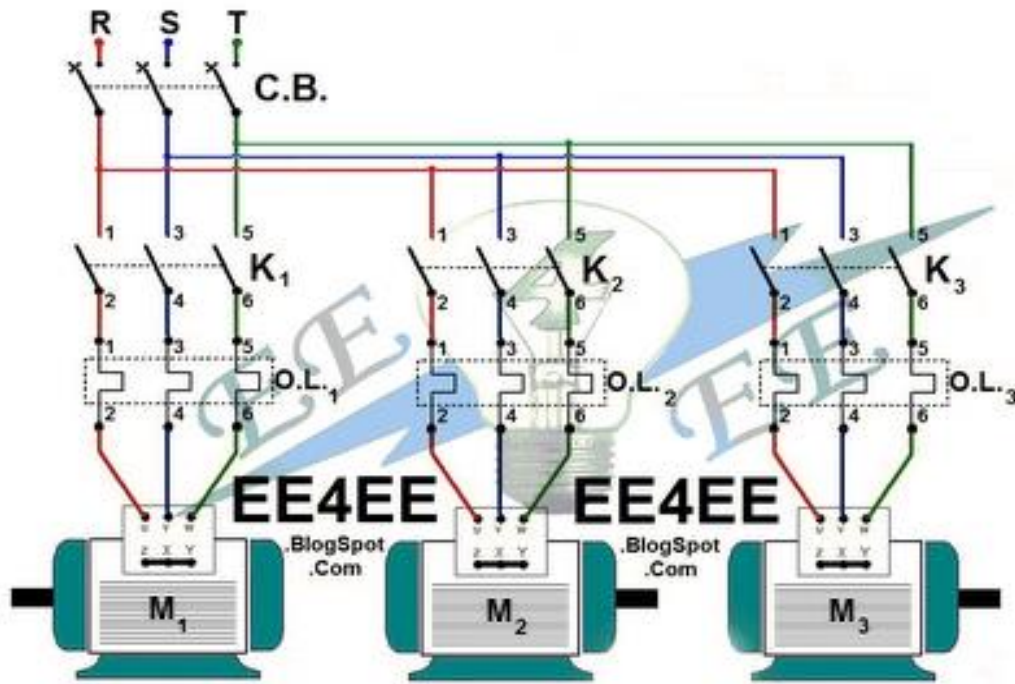 R S T
C.B.
1 3 5 K1
2 4 6
1 3 5 O.L.1
2 4 6
1 3 5 K2
2 4 6
1 3 5 O.L.2
2 4 6
1 3 5 K3
2 4 6
1 3 5 O.L.3
2 4 6
EE
EE
EE4EE
.BlogSpot
.Com
EE4EE
.BlogSpot
.Com
U V W
Z X Y
M1
U V W
Z X Y
M2
U V W
Z X Y
M3